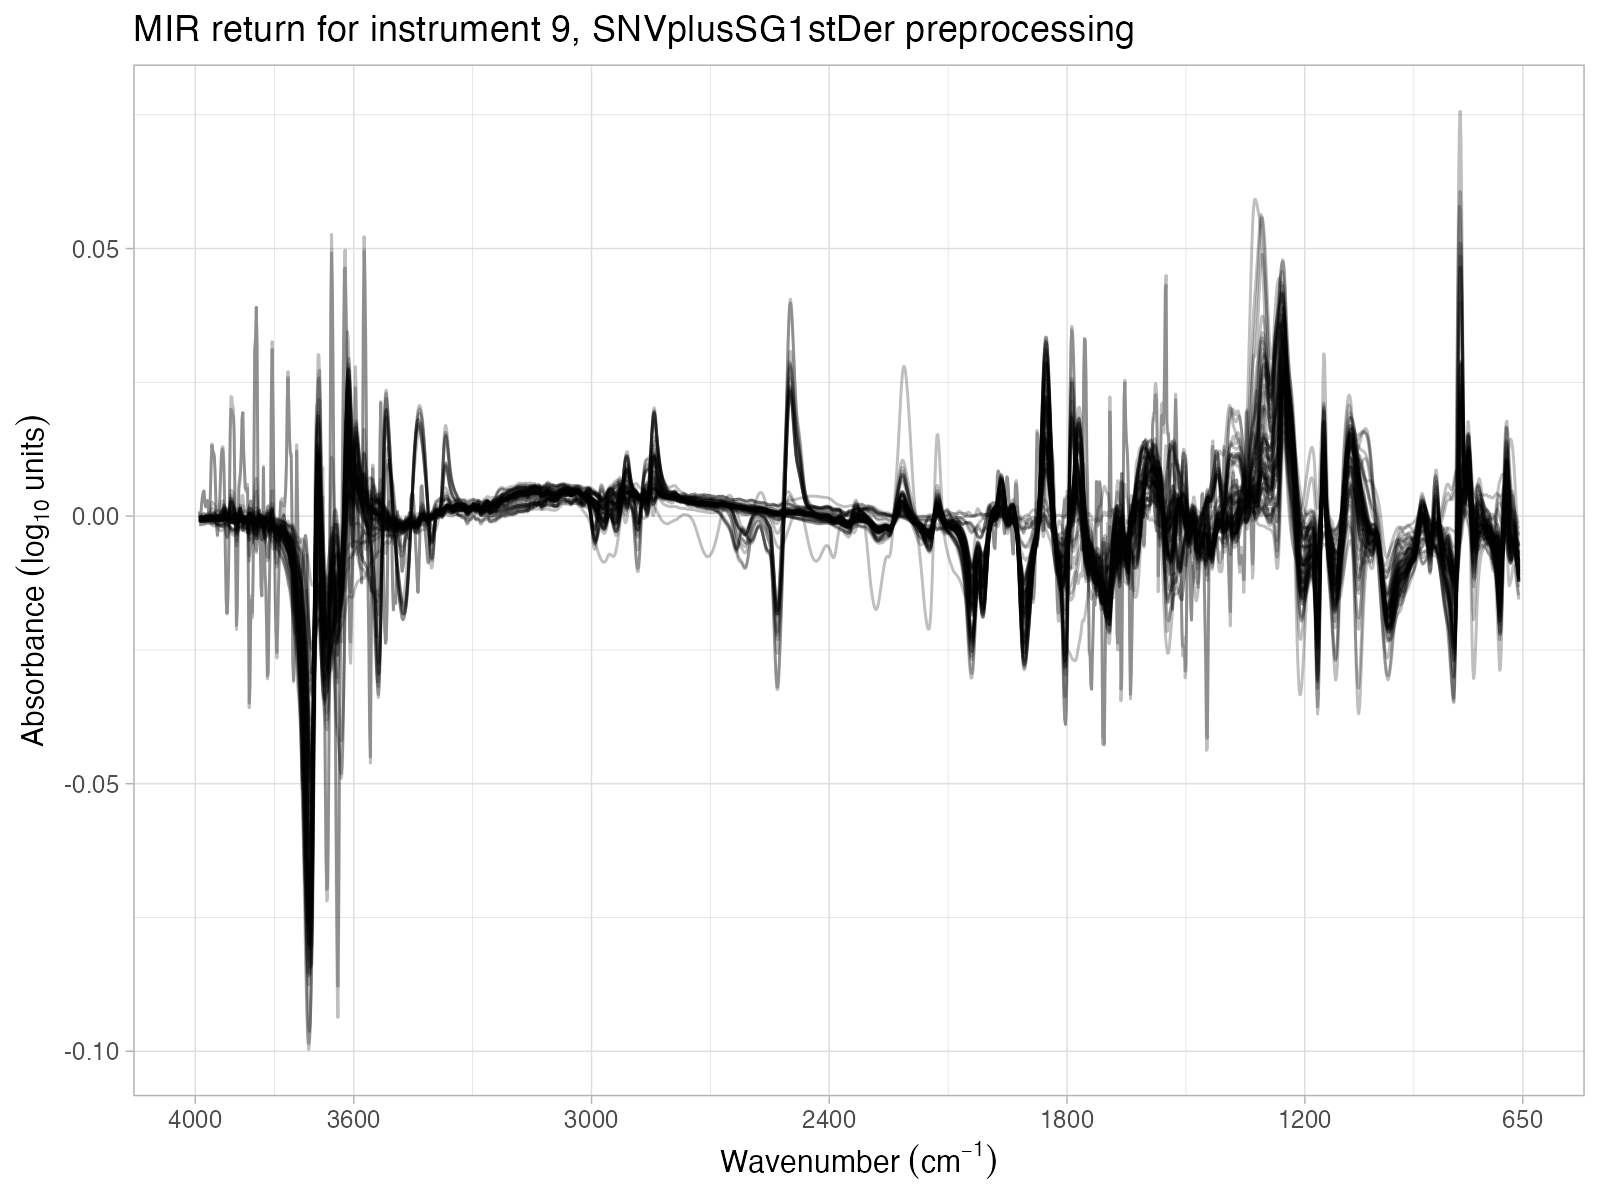 MIR return for instrument 9, SNVplusSG1stDer preprocessing
Absorbance (log₁₀ units)
0.05
0.00
-0.05
-0.10
4000 3600 3000 2400 1800 1200 650
Wavenumber (cm⁻¹)